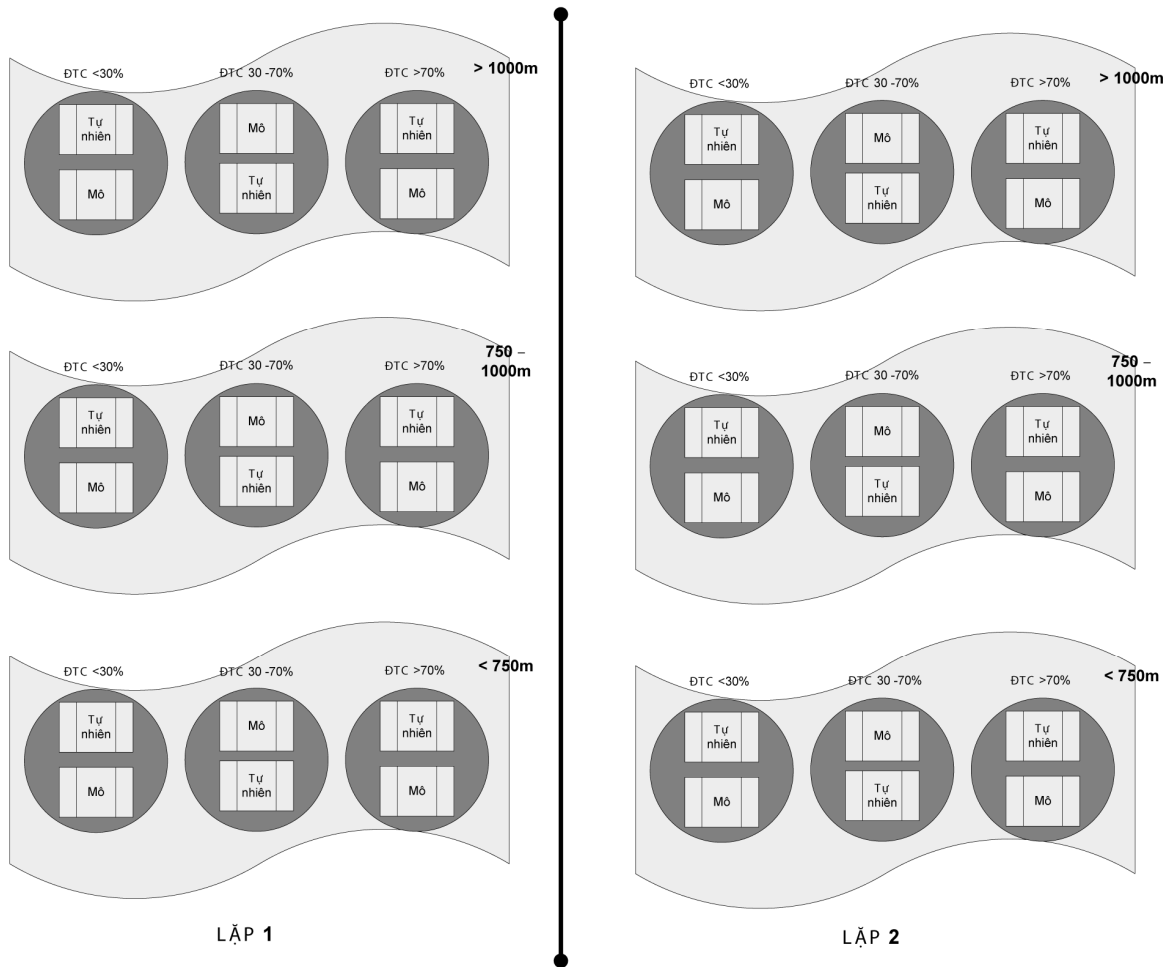 ĐTC <30%
ĐTC 30 -70%
ĐTC >70%
> 1000m
Tự
nhiên
Mô
Tự
nhiên
Mô
Tự
nhiên
Mô
ĐTC <30%
ĐTC 30 -70%
ĐTC >70%
750 –
1000m
Tự
nhiên
Mô
Tự
nhiên
Mô
Tự
nhiên
Mô
ĐTC <30%
ĐTC 30 -70%
ĐTC >70%
< 750m
Tự
nhiên
Mô
Tự
nhiên
Mô
Tự
nhiên
Mô
LẶP 1
ĐTC <30%
ĐTC 30 -70%
ĐTC >70%
> 1000m
Tự
nhiên
Mô
Tự
nhiên
Mô
Tự
nhiên
Mô
ĐTC <30%
ĐTC 30 -70%
ĐTC >70%
750 –
1000m
Tự
nhiên
Mô
Tự
nhiên
Mô
Tự
nhiên
Mô
ĐTC <30%
ĐTC 30 -70%
ĐTC >70%
< 750m
Tự
nhiên
Mô
Tự
nhiên
Mô
Tự
nhiên
Mô
LẶP 2